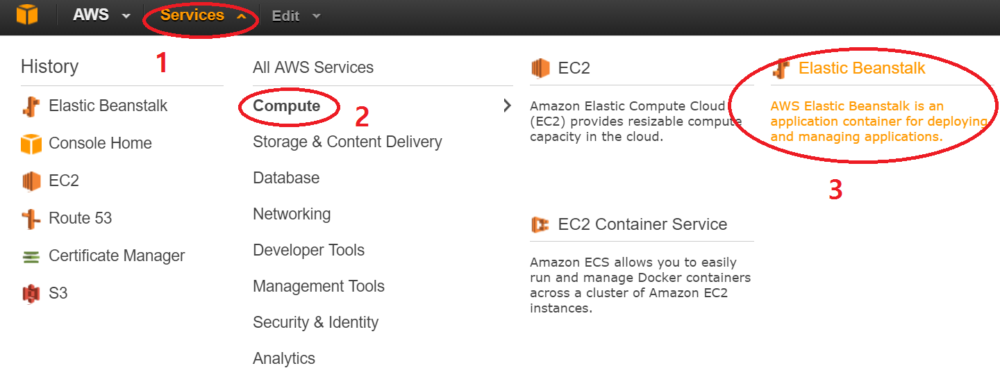 AWS Services Edit
1
History
Elastic Beanstalk
Console Home
EC2
Route 53
Certificate Manager
S3
All AWS Services
Compute
2
Storage & Content Delivery
Database
Networking
Developer Tools
Management Tools
Security & Identity
Analytics
EC2
Amazon Elastic Compute Cloud
(EC2) provides resizable compute
capacity in the cloud.
EC2 Container Service
Amazon ECS allows you to easily
run and manage Docker containers
across a cluster of Amazon EC2
instances.
Elastic Beanstalk
AWS Elastic Beanstalk is an
application container for deploying
and managing applications.
3